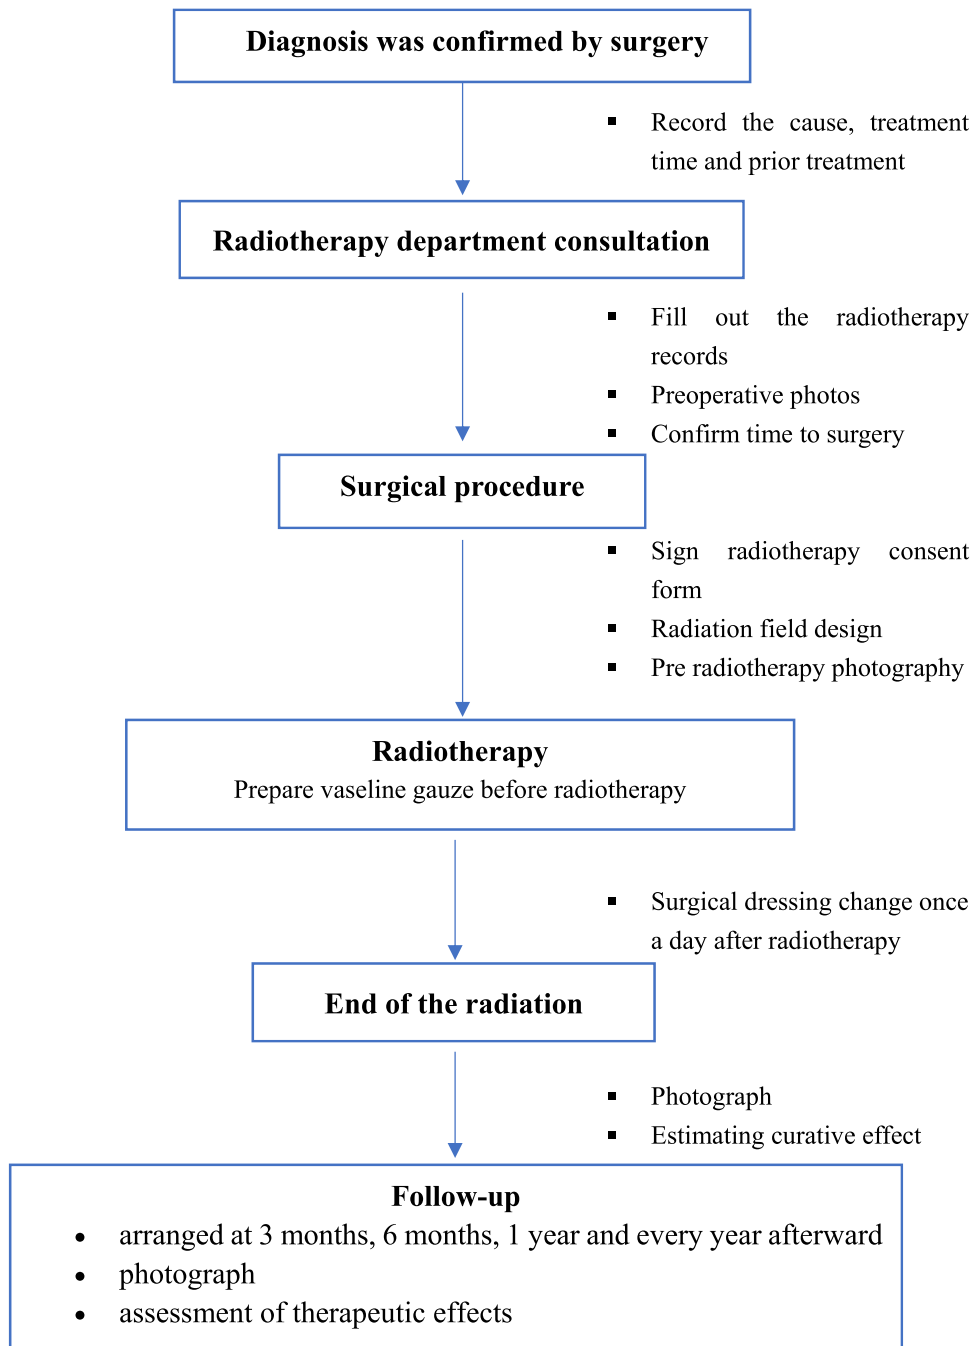 Diagnosis was confirmed by surgery
▪ Record the cause, treatment
time and prior treatment
Radiotherapy department consultation
▪ Fill out the radiotherapy
records
▪ Preoperative photos
▪ Confirm time to surgery
Surgical procedure
▪ Sign radiotherapy consent
form
▪ Radiation field design
▪ Pre radiotherapy photography
Radiotherapy
Prepare vaseline gauze before radiotherapy
▪ Surgical dressing change once
a day after radiotherapy
End of the radiation
▪ Photograph
▪ Estimating curative effect
Follow-up
• arranged at 3 months, 6 months, 1 year and every year afterward
• photograph
• assessment of therapeutic effects